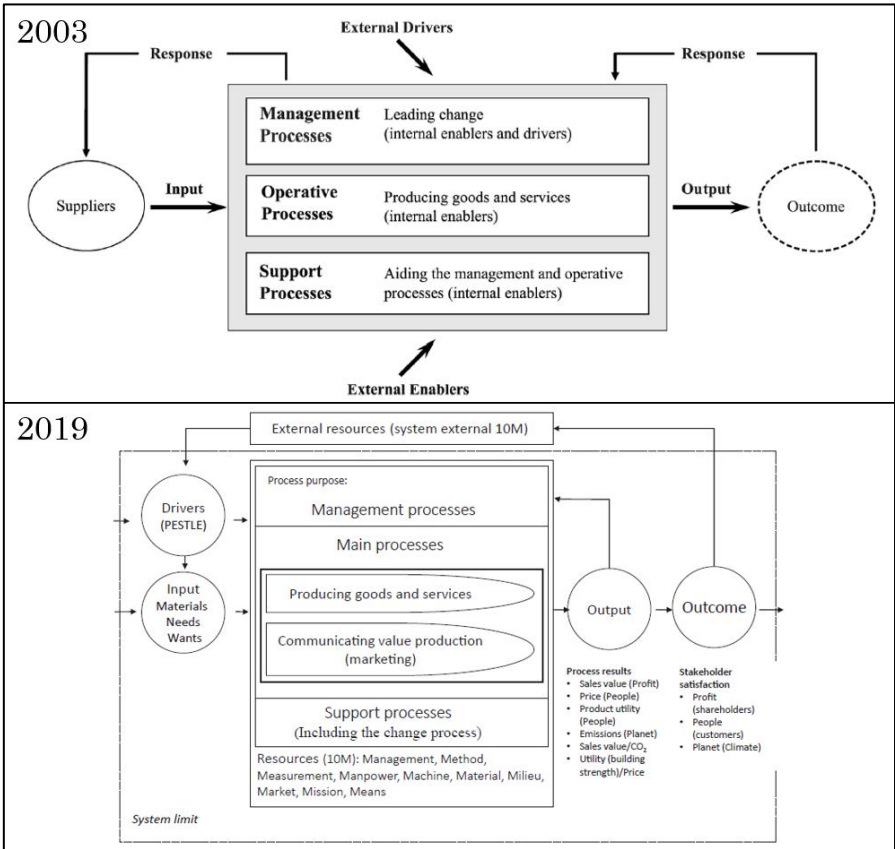 2003
External Drivers
Response
Response
Management
Processes
Leading change
(internal enablers and drivers)
Suppliers
Input
Operative
Processes
Producing goods and services
(internal enablers)
Output
Outcome
Support
Processes
Aiding the management and operative
processes (internal enablers)
External Enablers
2019
External resources (system external 10M)
Drivers
(PESTLE)
Process purpose:
Management processes
Main processes
Input
Materials
Needs
Wants
Producing goods and services
Communicating value production
(marketing)
Output
Outcome
Support processes
(Including the change process)
Resources (10M): Management, Method,
Measurement, Manpower, Machine, Material, Milieu,
Market, Mission, Means
Process results
• Sales value (Profit)
• Price (People)
• Product utility
(People)
• Emissions (Planet)
• Sales value/CO₂
• Utility (building
strength)/Price
Stakeholder
satisfaction
• Profit
(shareholders)
• People
(customers)
• Planet (Climate)
System limit